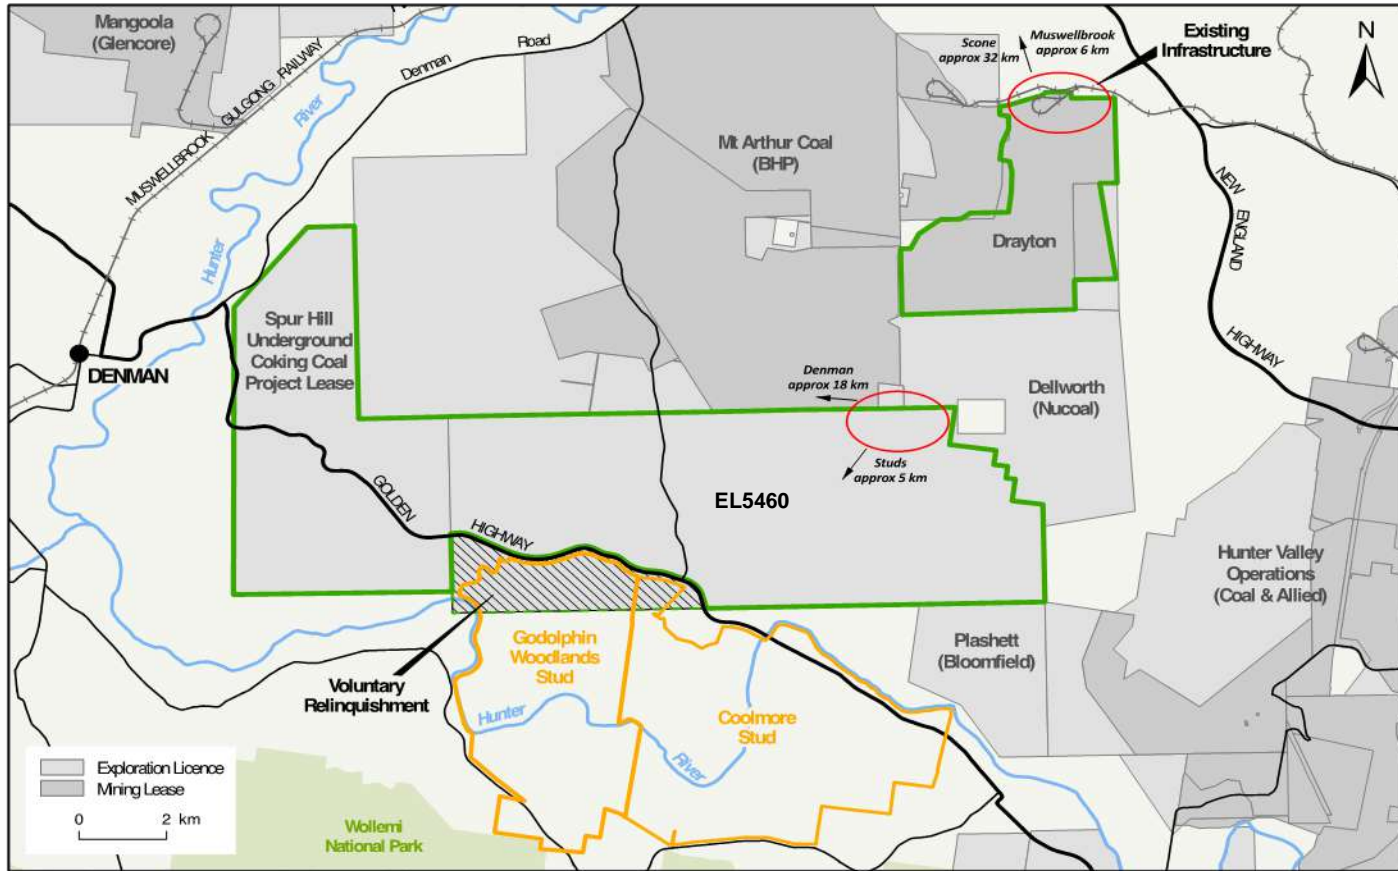 Mangoola
(Glencore)
MUSWELLBROOK GULGONG RAILWAY
River
Hunter
Denman Road
Scone
approx 32 km
Muswellbrook
approx 6 km
Existing
Infrastructure
N
Mt Arthur Coal
(BHP)
Drayton
NEW ENGLAND HIGHWAY
Spur Hill
Underground
Coking Coal
Project Lease
DENMAN
Denman
approx 18 km
Dellworth
(Nucoal)
Studs
approx 5 km
EL5460
GOLDEN HIGHWAY
Hunter Valley
Operations
(Coal & Allied)
Plashett
(Bloomfield)
Godolphin
Woodlands
Stud
Voluntary
Relinquishment
Hunter
River
Coolmore
Stud
Exploration Licence
Mining Lease
0 2 km
Wollemi
National Park